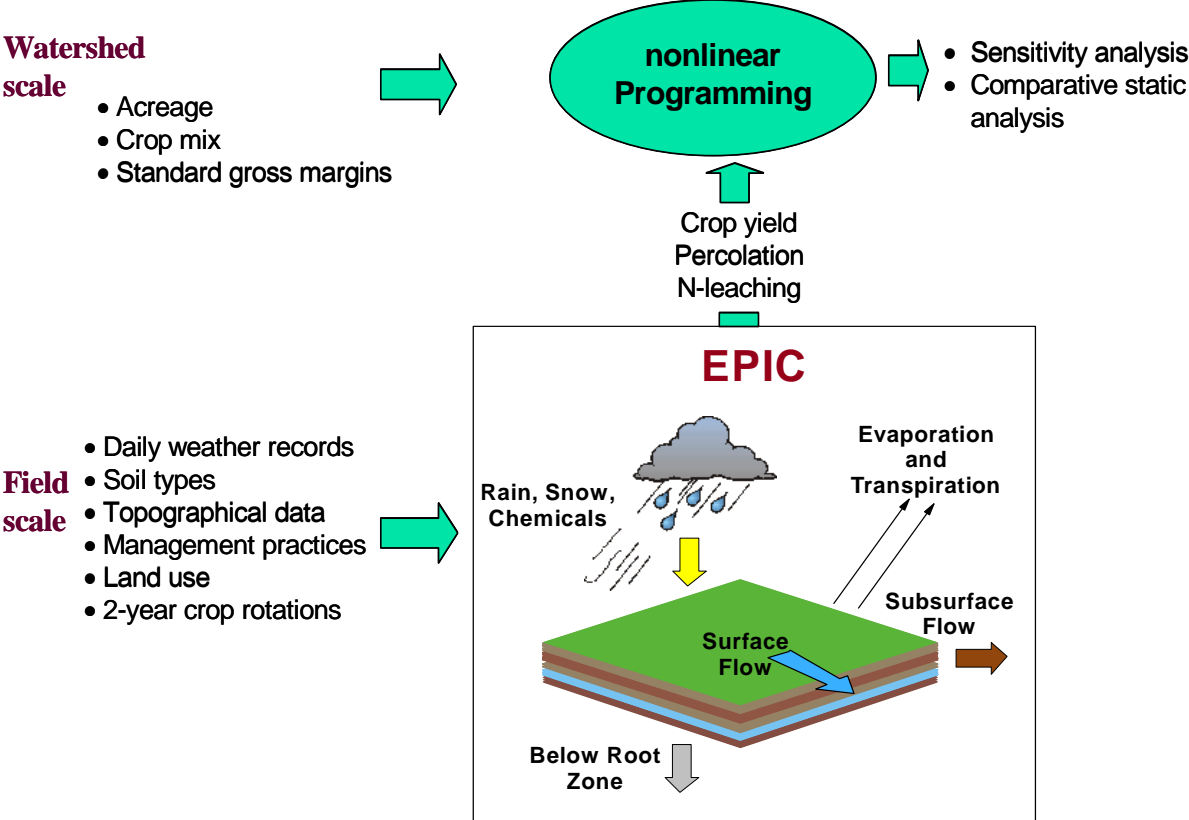 Watershed
scale
• Acreage
• Crop mix
• Standard gross margins
nonlinear
Programming
• Sensitivity analysis
• Comparative static
analysis
Crop yield
Percolation
N-leaching
EPIC
Field
scale
• Daily weather records
• Soil types
• Topographical data
• Management practices
• Land use
• 2-year crop rotations
Rain, Snow,
Chemicals
Evaporation
and
Transpiration
Surface
Flow
Subsurface
Flow
Below Root
Zone